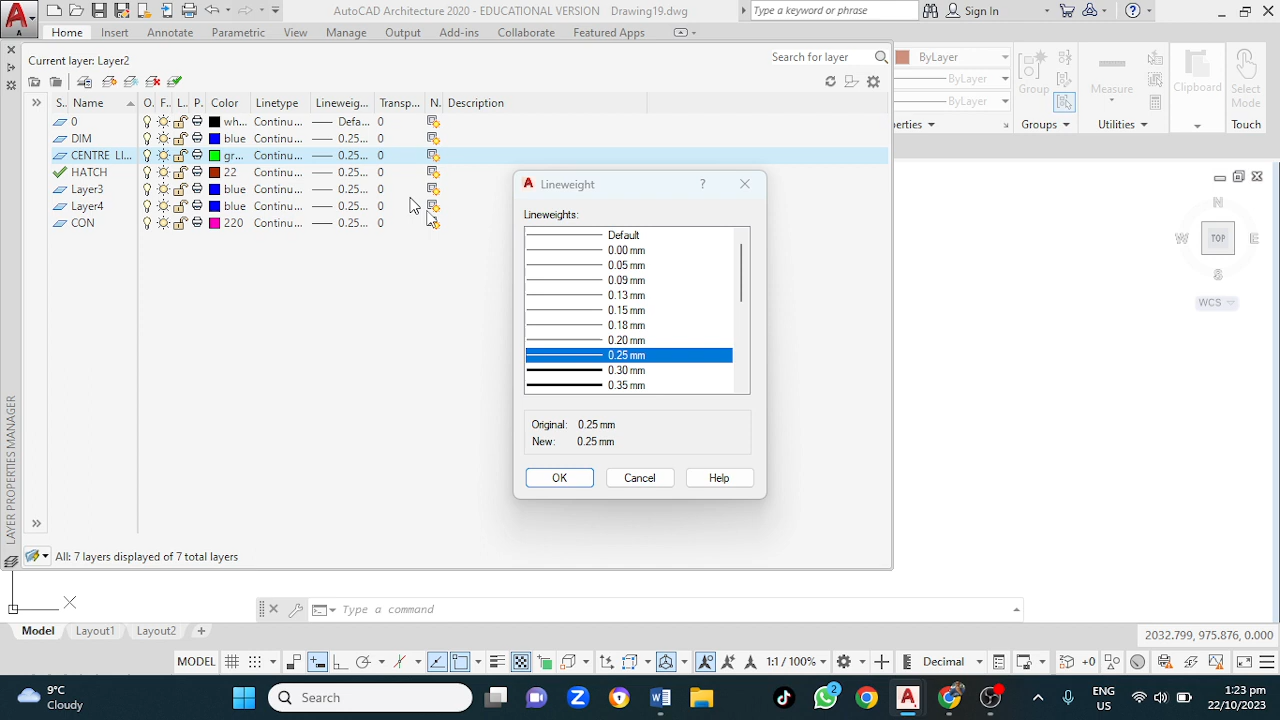 AutoCAD Architecture 2020 - EDUCATIONAL VERSION Drawing19.dwg
Type a keyword or phrase
Sign In
Home Insert Annotate Parametric View Manage Output Add-ins Collaborate Featured Apps
Current layer: Layer2
Search for layer
S.. Name O. F.. L.. P.. Color Linetype Lineweig... Transp... N. Description
0 wh... Continu... Defa... 0
DIM blue Continu... 0.25... 0
CENTRE LI... gr... Continu... 0.25... 0
HATCH 22 Continu... 0.25... 0
Layer3 blue Continu... 0.25... 0
Layer4 blue Continu... 0.25... 0
CON 220 Continu... 0.25... 0
All: 7 layers displayed of 7 total layers
LAYER PROPERTIES MANAGER
Lineweight
Lineweights:
Default
0.00 mm
0.05 mm
0.09 mm
0.13 mm
0.15 mm
0.18 mm
0.20 mm
0.25 mm
0.30 mm
0.35 mm
Original: 0.25 mm
New: 0.25 mm
OK Cancel Help
ByLayer
ByLayer
ByLayer
Group
Measure
Clipboard
Select
Mode
erties Groups Utilities Touch
N
W TOP E
S
WCS
Type a command
Model Layout1 Layout2 +
2032.799, 975.876, 0.000
MODEL 1:1 / 100% Decimal +0
9°C
Cloudy
Search
2
ENG
US
1:26 pm
22/10/2023